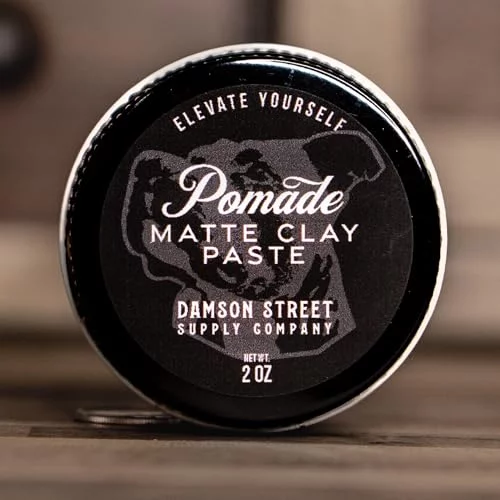 ELEVATE YOURSELF
Pomade
MATTE CLAY
PASTE
DAMSON STREET
SUPPLY COMPANY
NET WT.
2 OZ